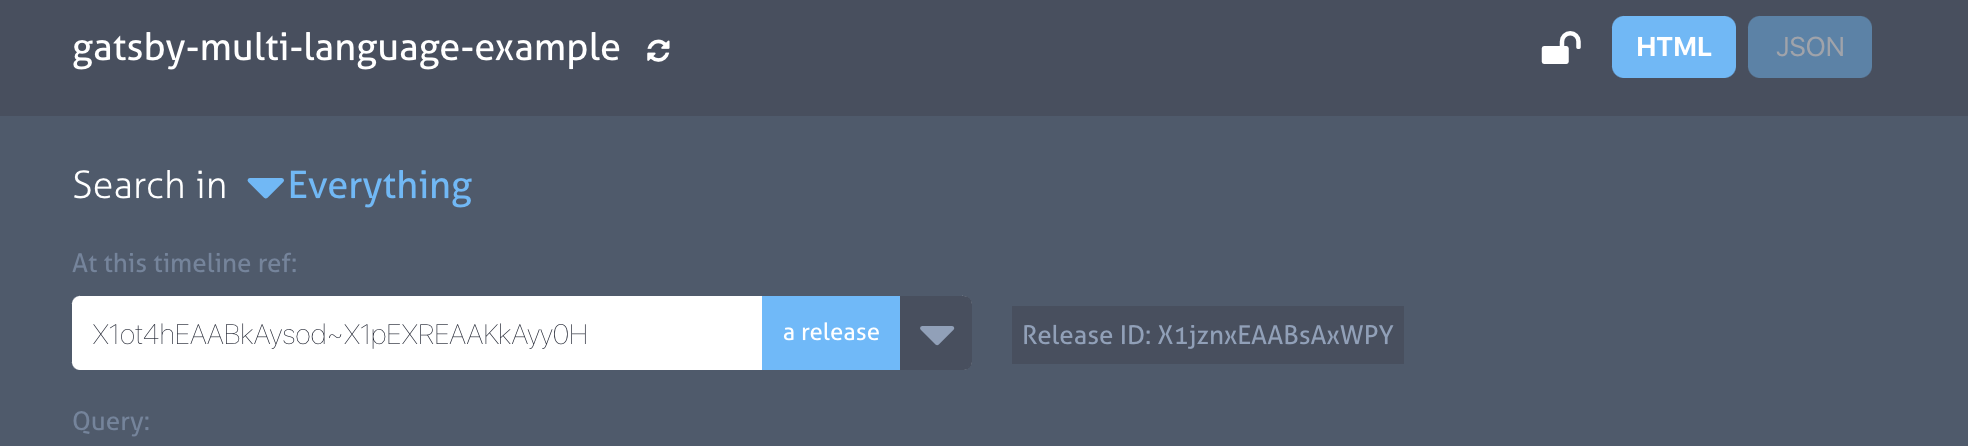 gatsby-multi-language-example
HTML
JSON
Search in Everything
At this timeline ref:
X1ot4hEAABkAysod~X1pEXREAAKkAyy0H
a release
Release ID: X1jznxEAABsAxWPY
Query: